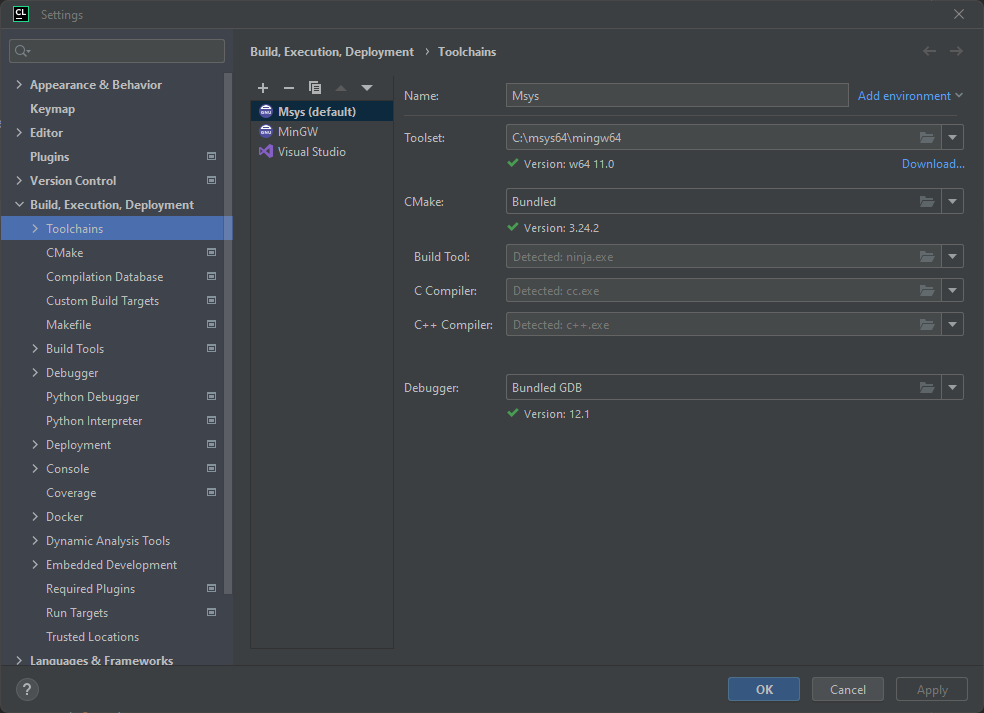 CL
Settings
Appearance & Behavior
Keymap
Editor
Plugins
Version Control
Build, Execution, Deployment
Toolchains
CMake
Compilation Database
Custom Build Targets
Makefile
Build Tools
Debugger
Python Debugger
Python Interpreter
Deployment
Console
Coverage
Docker
Dynamic Analysis Tools
Embedded Development
Required Plugins
Run Targets
Trusted Locations
Languages & Frameworks
Build, Execution, Deployment › Toolchains
Msys (default)
MinGW
Visual Studio
Name: Msys Add environment
Toolset: C:\msys64\mingw64
Version: w64 11.0 Download...
CMake: Bundled
Version: 3.24.2
Build Tool: Detected: ninja.exe
C Compiler: Detected: cc.exe
C++ Compiler: Detected: c++.exe
Debugger: Bundled GDB
Version: 12.1
? OK Cancel Apply